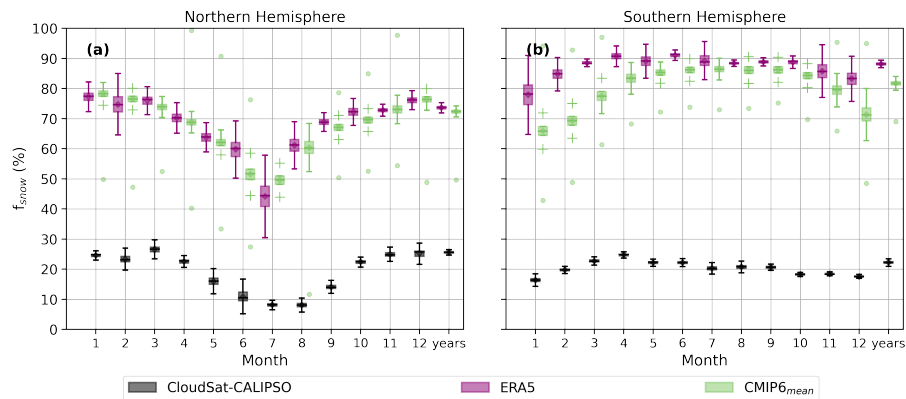 Northern Hemisphere
Southern Hemisphere
(a)
(b)
100
90
80
70
60
50
40
30
20
10
0
f_snow (%)
1 2 3 4 5 6 7 8 9 10 11 12 years
1 2 3 4 5 6 7 8 9 10 11 12 years
Month
Month
CloudSat-CALIPSO ERA5 CMIP6_mean